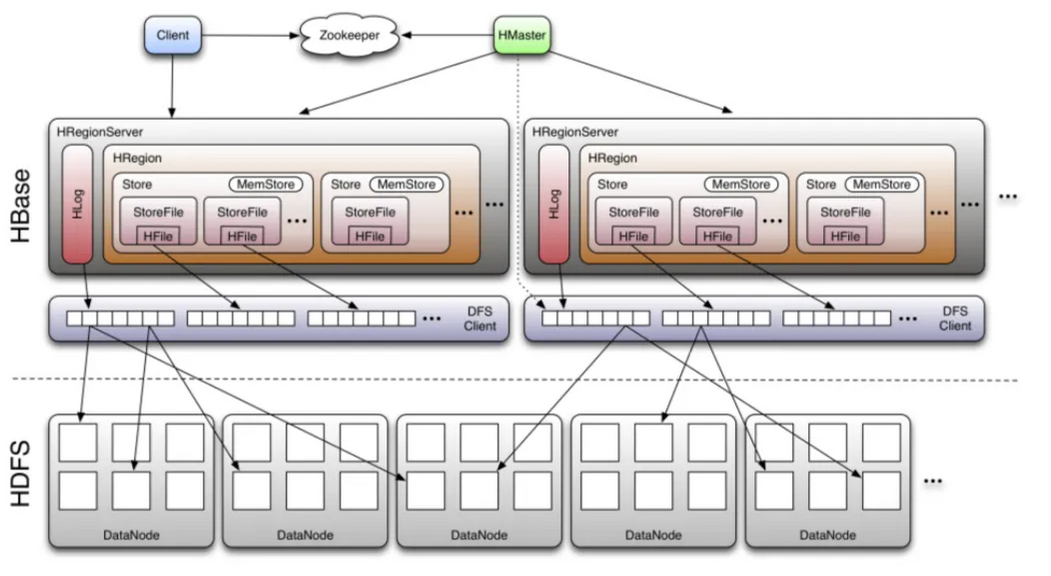 Client
Zookeeper
HMaster
HBase
HRegionServer
HLog
HRegion
Store
MemStore
StoreFile
HFile
StoreFile
HFile
...
Store
MemStore
StoreFile
HFile
...
...
HRegionServer
HLog
HRegion
Store
MemStore
StoreFile
HFile
StoreFile
HFile
...
Store
MemStore
StoreFile
HFile
...
...
...
...
DFS
Client
...
DFS
Client
HDFS
DataNode
DataNode
DataNode
DataNode
DataNode
...